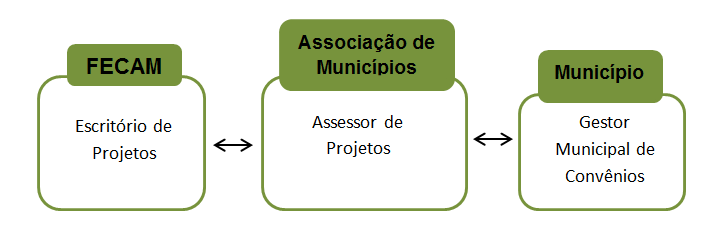 FECAM
Escritório de
Projetos
Associação de
Municípios
Assessor de
Projetos
Município
Gestor
Municipal de
Convênios